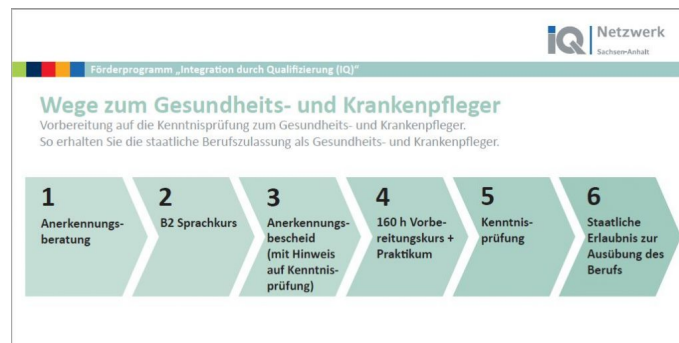 iQ Netzwerk
Sachsen-Anhalt
Förderprogramm „Integration durch Qualifizierung (IQ)“
Wege zum Gesundheits- und Krankenpfleger
Vorbereitung auf die Kenntnisprüfung zum Gesundheits- und Krankenpfleger.
So erhalten Sie die staatliche Berufszulassung als Gesundheits- und Krankenpfleger.
1
Anerkennungs-
beratung
2
B2 Sprachkurs
3
Anerkennungs-
bescheid
(mit Hinweis
auf Kenntnis-
prüfung)
4
160 h Vorbe-
reitungskurs +
Praktikum
5
Kenntnis-
prüfung
6
Staatliche
Erlaubnis zur
Ausübung des
Berufs